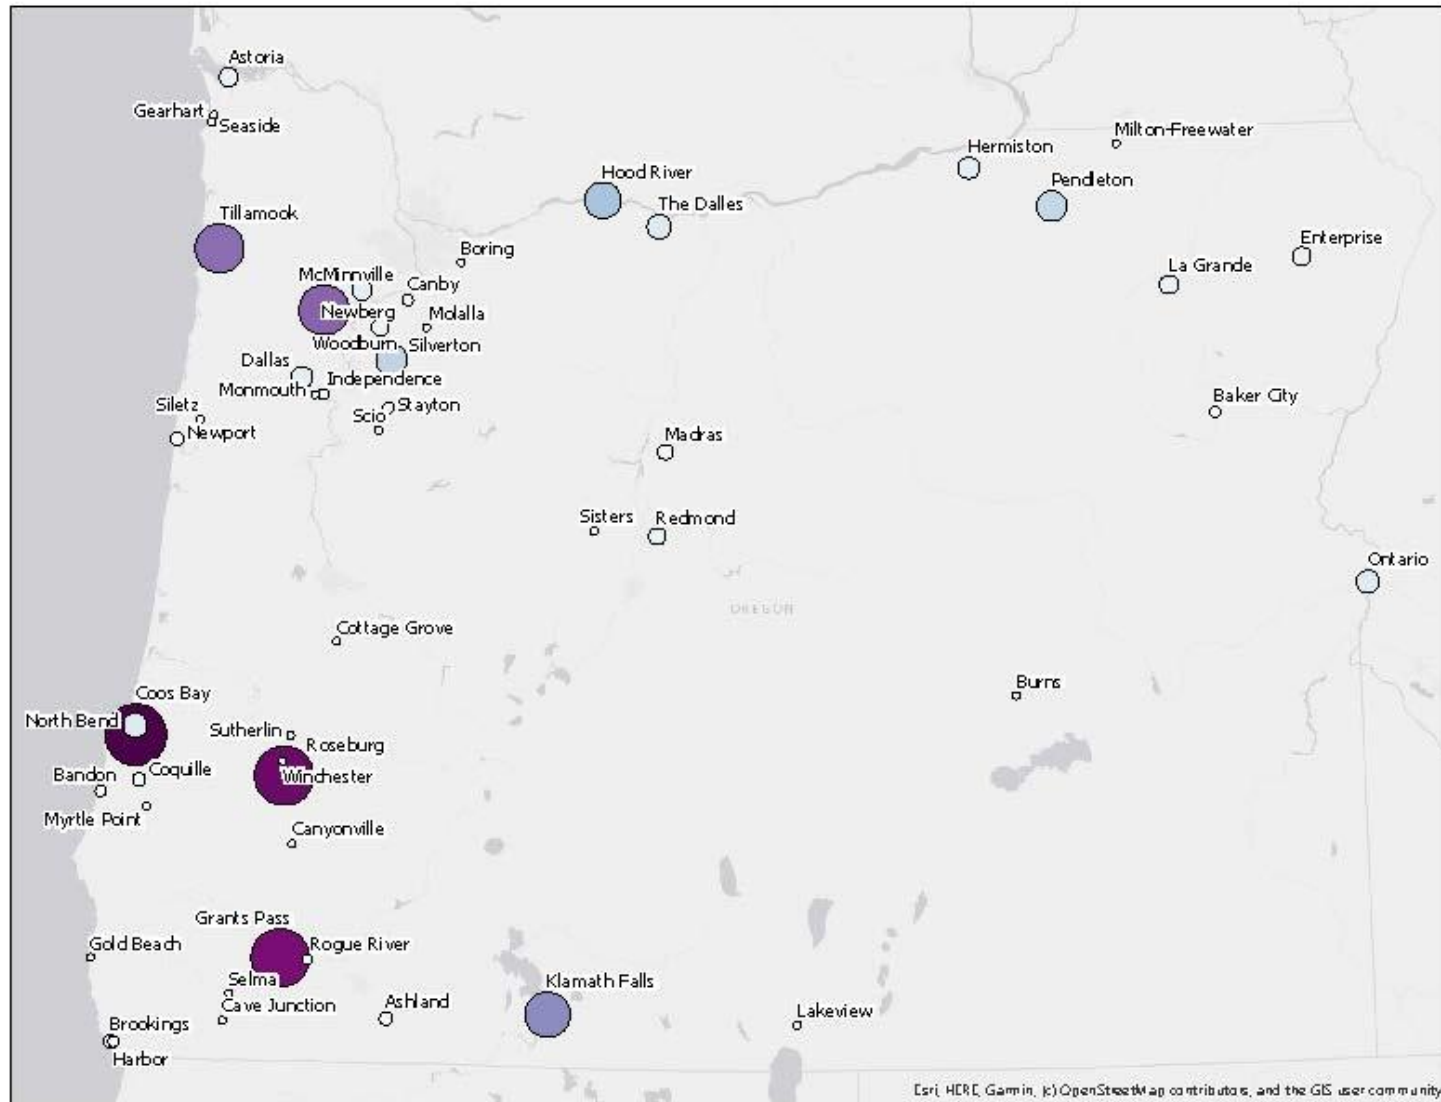 Astoria
Gearhart
Seaside
Milton-Freewater
Hermiston
Hood River
Pendleton
The Dalles
Tillamook
Enterprise
Boring
La Grande
McMinnville
Canby
Newberg
Molalla
Woodburn
Silverton
Dallas
Independence
Monmouth
Siletz
Stayton
Scio
Newport
Baker City
Madras
Sisters
Redmond
Ontario
OREGON
Cottage Grove
Burns
Coos Bay
North Bend
Sutherlin
Roseburg
Bandon
Coquille
Winchester
Myrtle Point
Canyonville
Grants Pass
Gold Beach
Rogue River
Selma
Klamath Falls
Cave Junction
Ashland
Lakeview
Brookings
Harbor
Esri, HERE, Garmin, (c) OpenStreetMap contributors, and the GIS user community